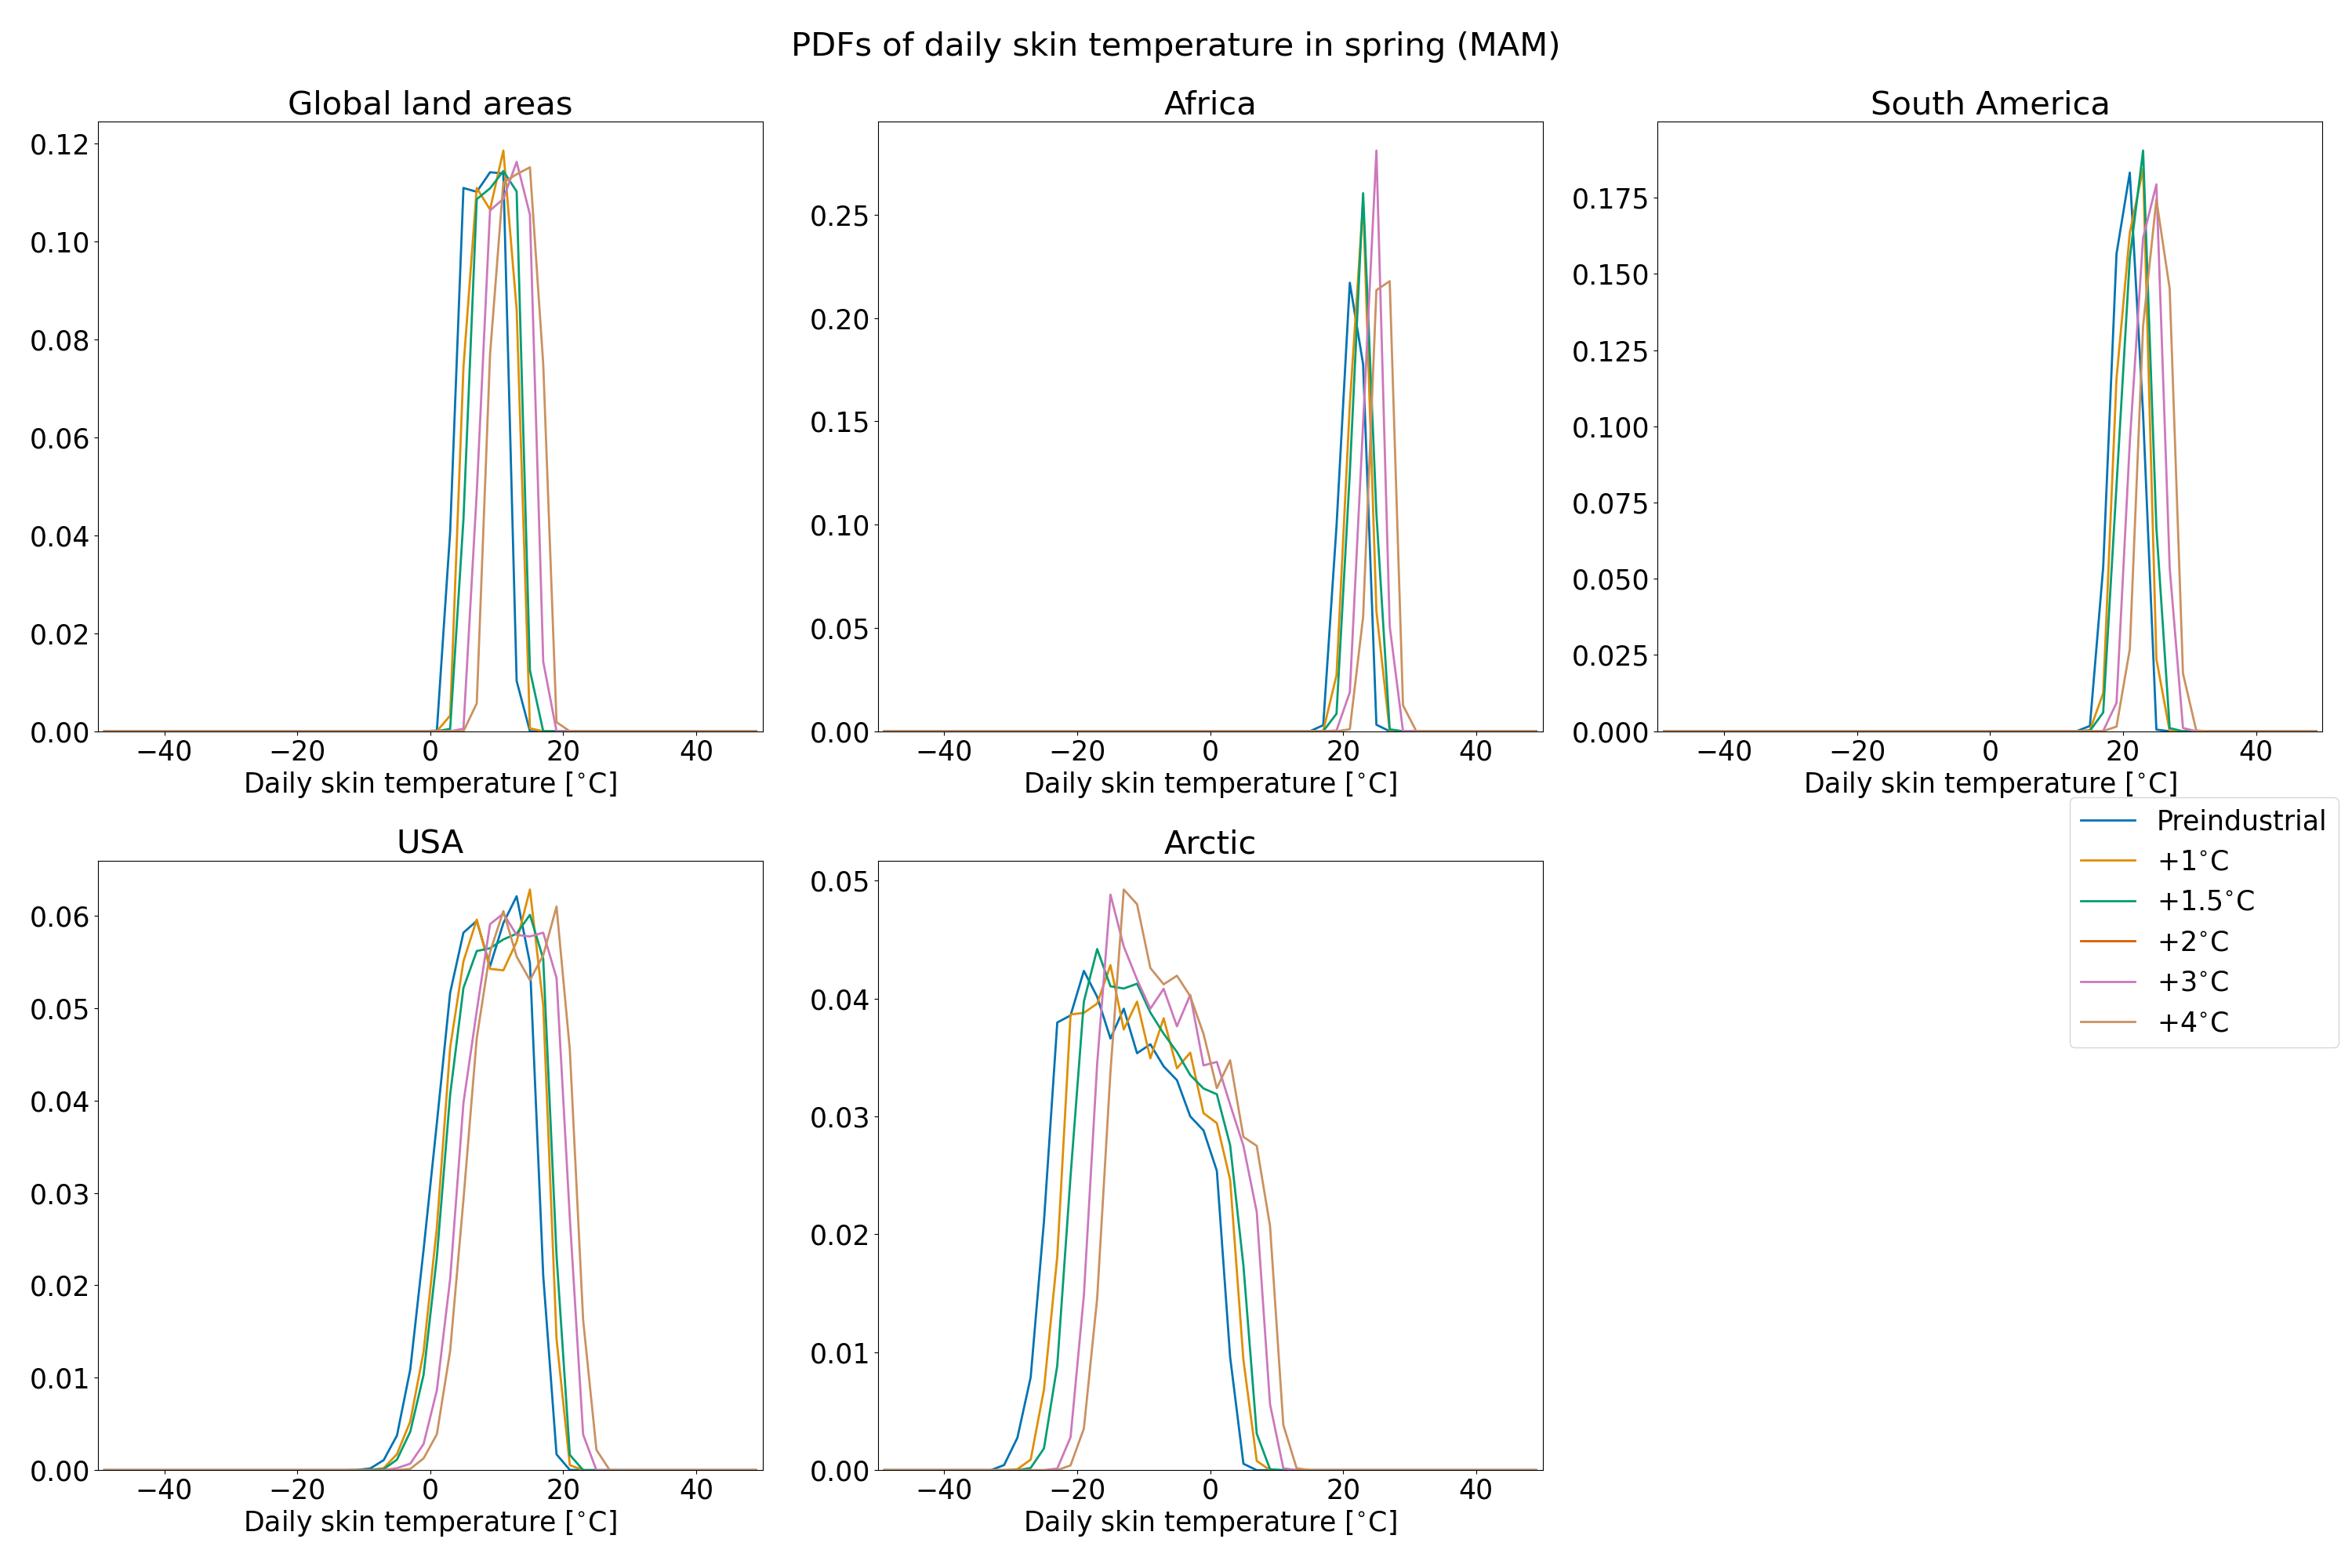 PDFs of daily skin temperature in spring (MAM)
Global land areas
0.12
0.10
0.08
0.06
0.04
0.02
0.00
−40 −20 0 20 40
Daily skin temperature [°C]
Africa
0.25
0.20
0.15
0.10
0.05
0.00
−40 −20 0 20 40
Daily skin temperature [°C]
South America
0.175
0.150
0.125
0.100
0.075
0.050
0.025
0.000
−40 −20 0 20 40
Daily skin temperature [°C]
USA
0.06
0.05
0.04
0.03
0.02
0.01
0.00
−40 −20 0 20 40
Daily skin temperature [°C]
Arctic
0.05
0.04
0.03
0.02
0.01
0.00
−40 −20 0 20 40
Daily skin temperature [°C]
Preindustrial
+1°C
+1.5°C
+2°C
+3°C
+4°C